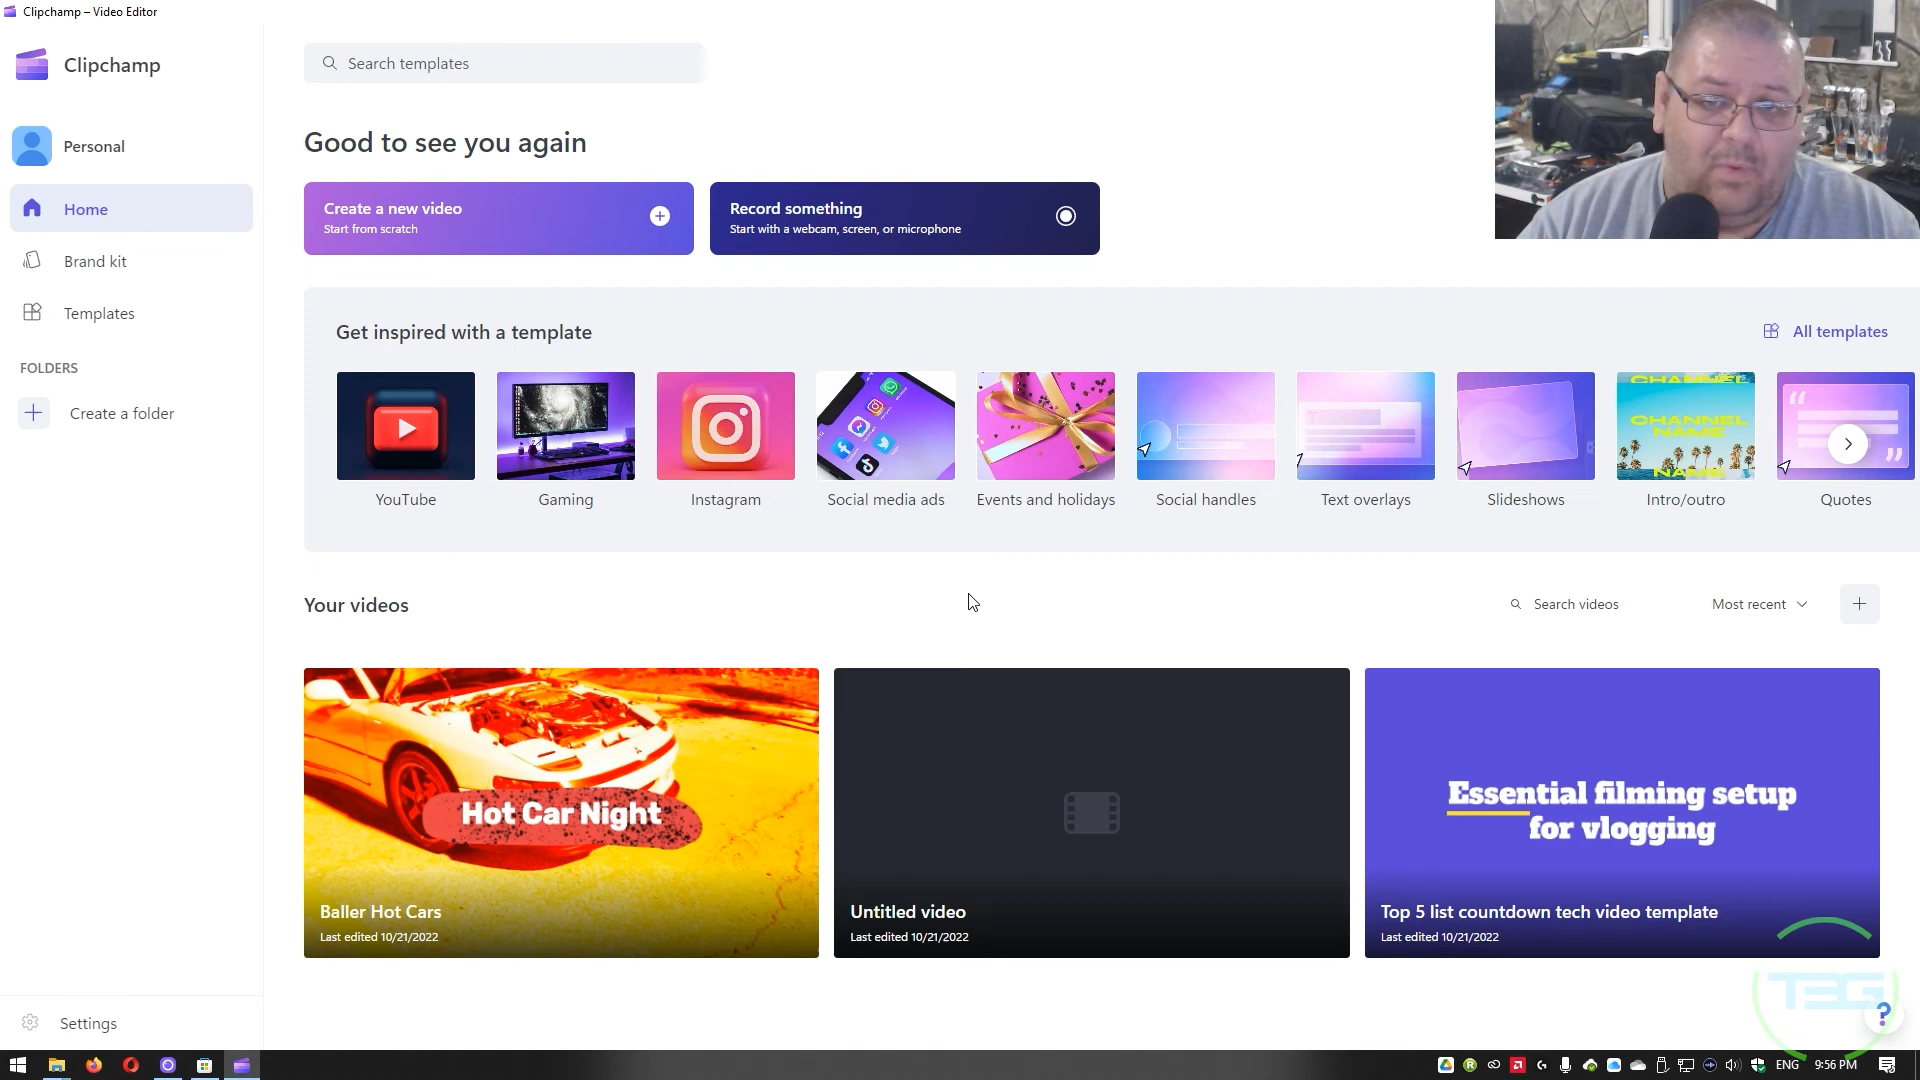 Clipchamp – Video Editor
Clipchamp
Search templates
Personal
Good to see you again
Home
Create a new video
Start from scratch
Record something
Start with a webcam, screen, or microphone
Brand kit
Templates
Get inspired with a template
All templates
FOLDERS
Create a folder
CHANNEL
CHANNEL
NAME
NAME
YouTube
Gaming
Instagram
Social media ads
Events and holidays
Social handles
Text overlays
Slideshows
Intro/outro
Quotes
Your videos
Search videos
Most recent
Hot Car Night
Essential filming setup
for vlogging
Baller Hot Cars
Last edited 10/21/2022
Untitled video
Last edited 10/21/2022
Top 5 list countdown tech video template
Last edited 10/21/2022
Settings
ENG
9:56 PM